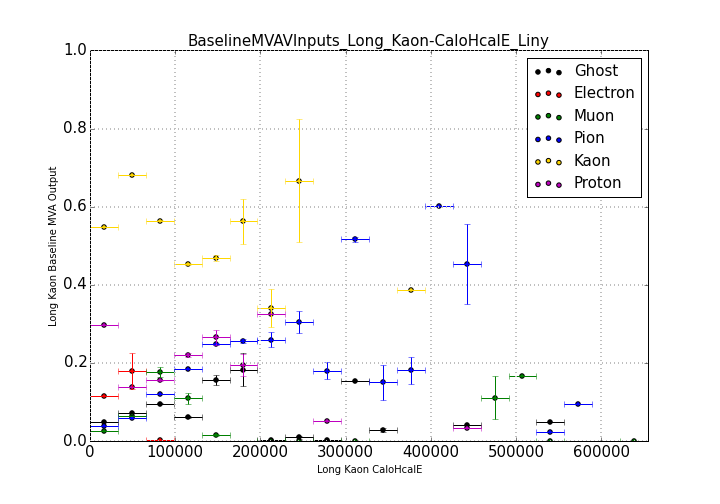 BaselineMVAVInputs_Long_Kaon-CaloHcalE_Liny
1.0
0.8
0.6
0.4
0.2
0.0
Long Kaon Baseline MVA Output
Ghost
Electron
Muon
Pion
Kaon
Proton
0 100000 200000 300000 400000 500000 600000
Long Kaon CaloHcalE